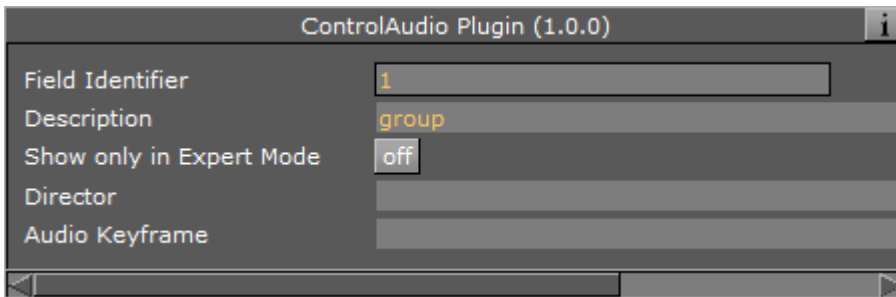 ControlAudio Plugin (1.0.0) i
Field Identifier 1
Description group
Show only in Expert Mode off
Director
Audio Keyframe